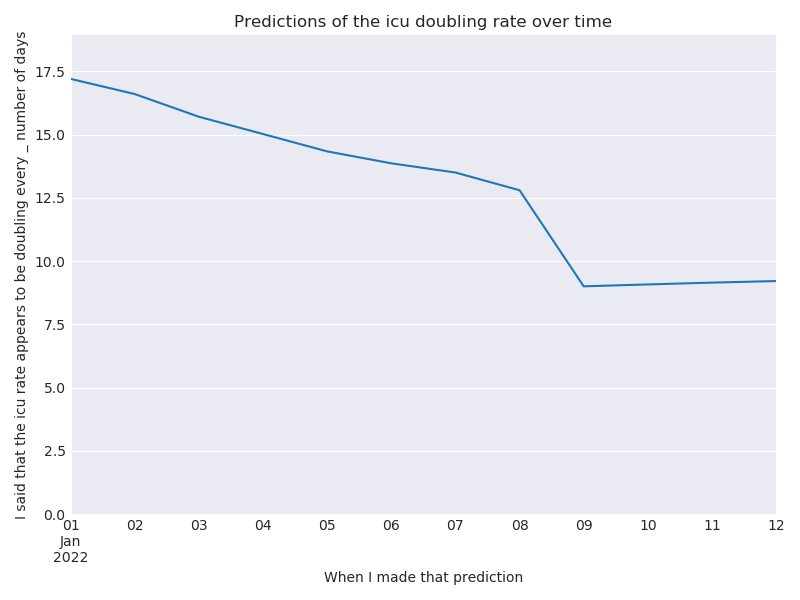 Predictions of the icu doubling rate over time
I said that the icu rate appears to be doubling every _ number of days
17.5
15.0
12.5
10.0
7.5
5.0
2.5
0.0
01 02 03 04 05 06 07 08 09 10 11 12
Jan
2022
When I made that prediction